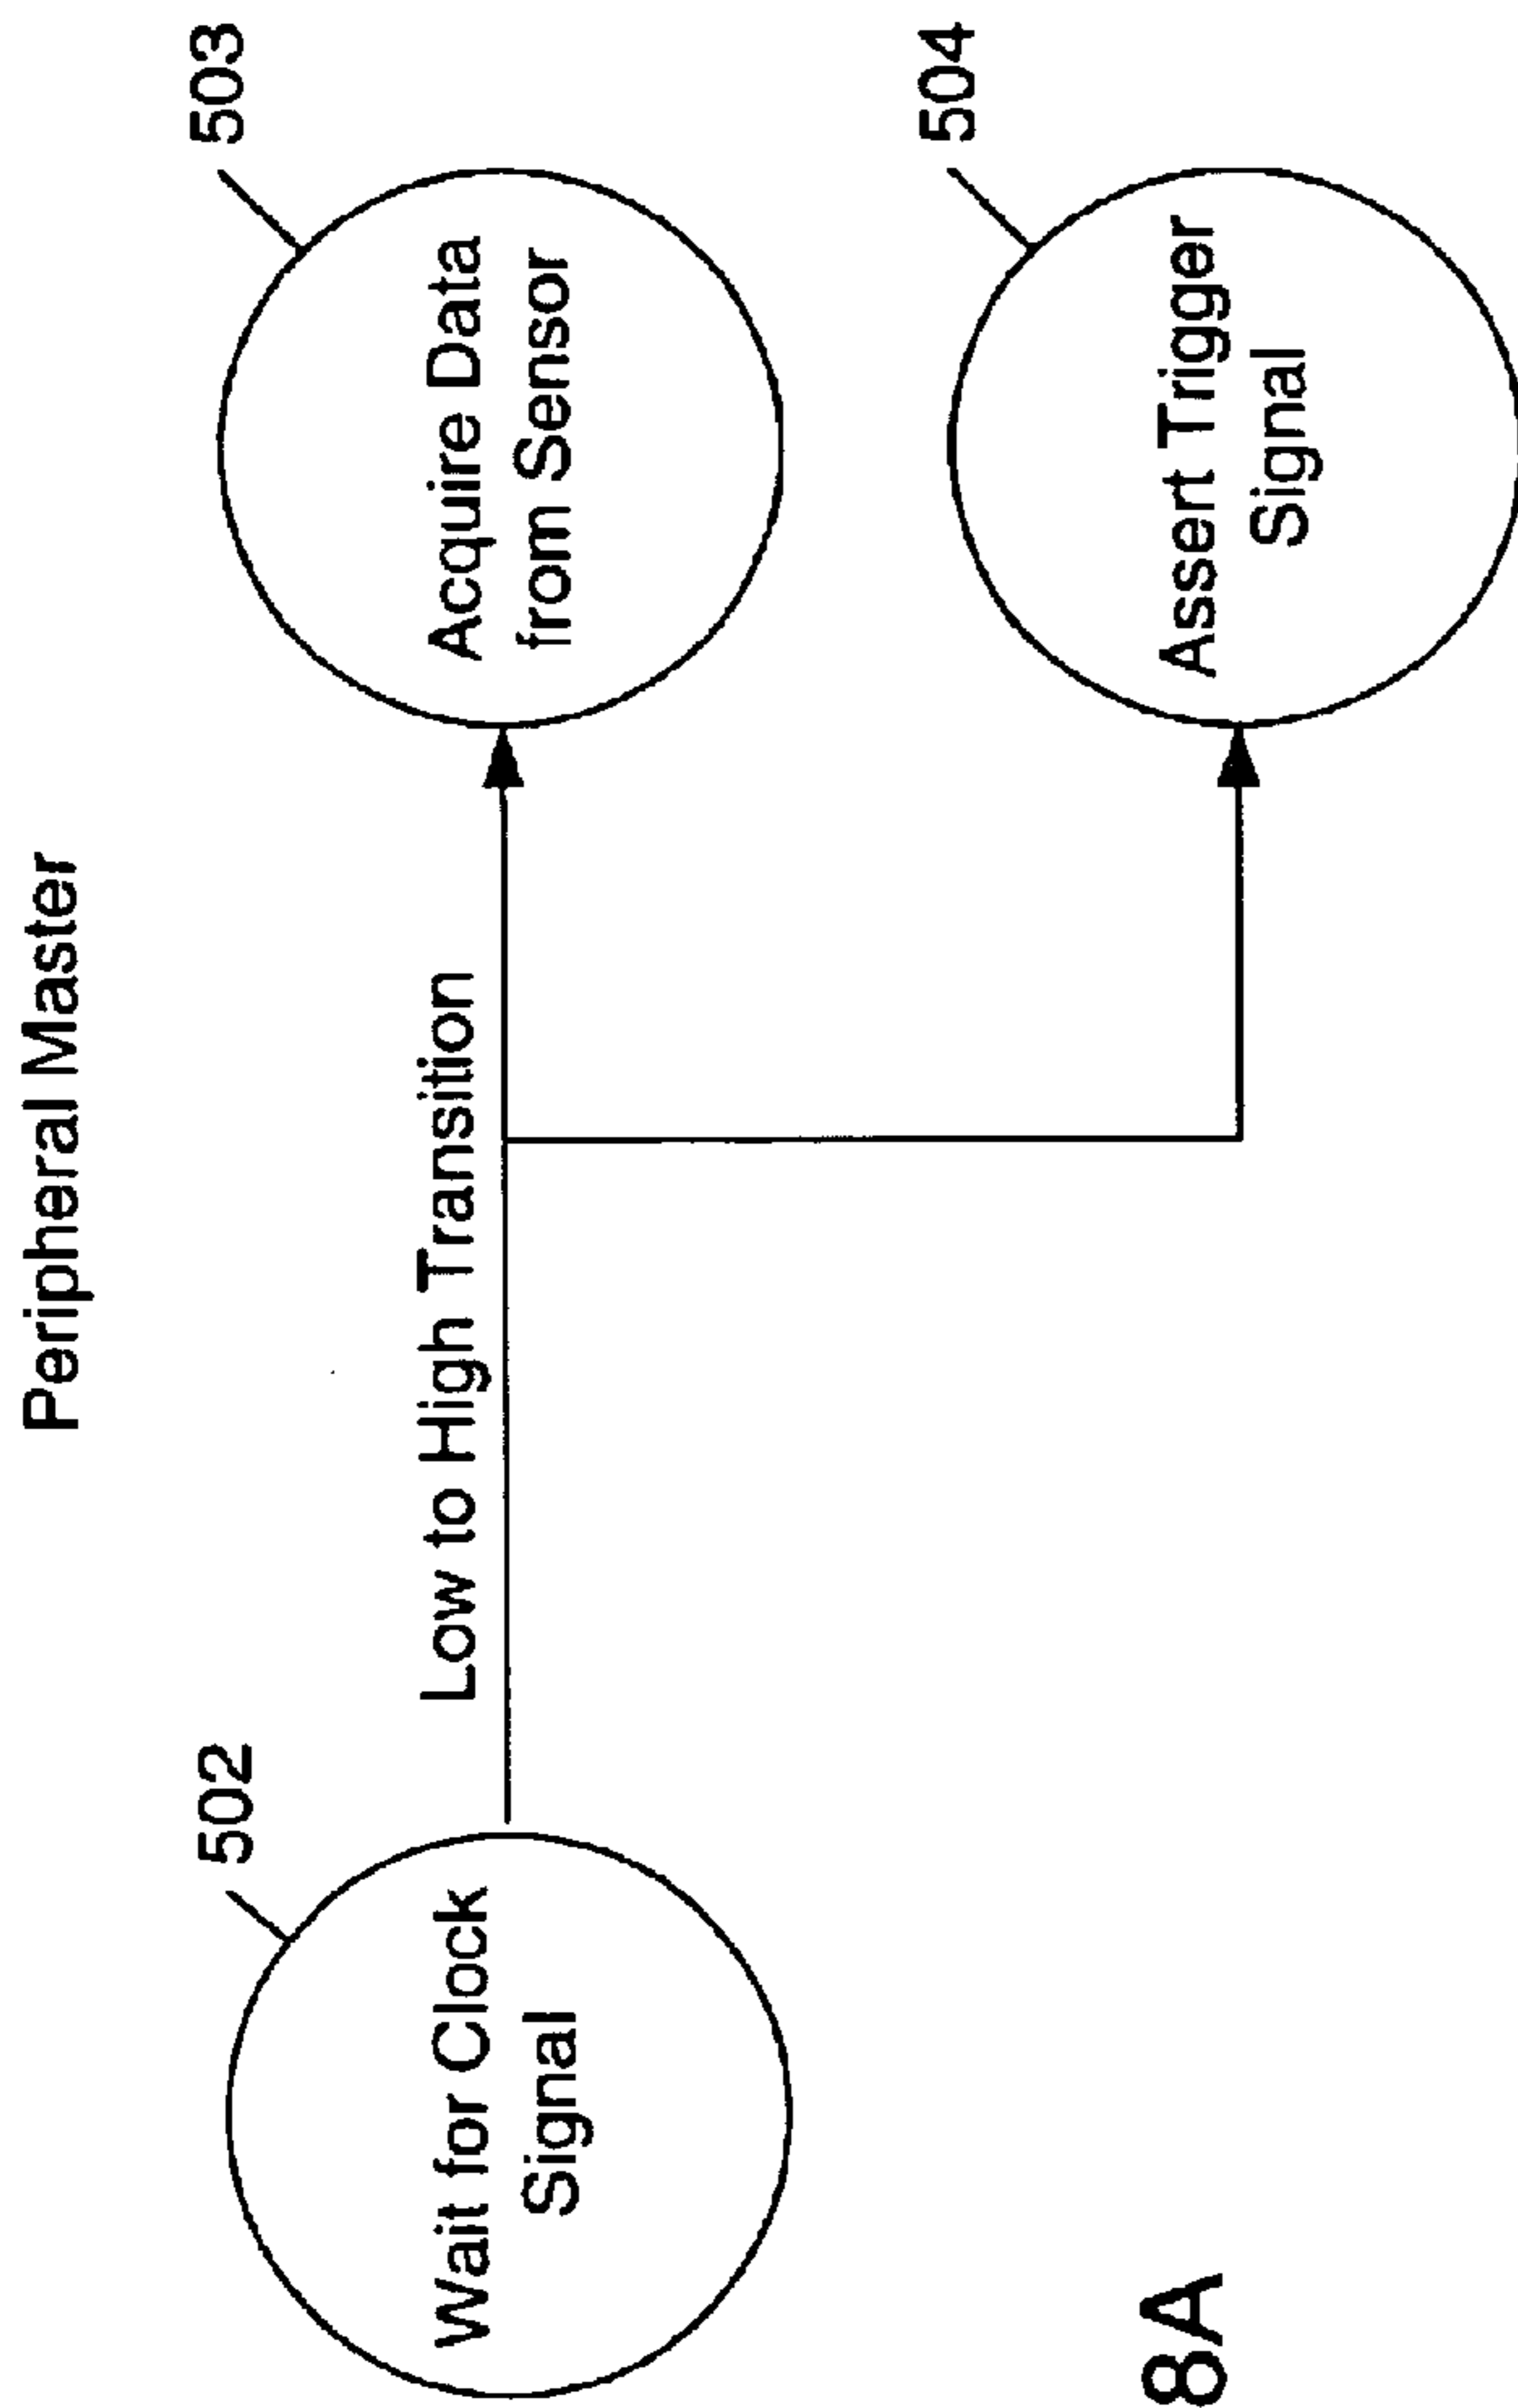 Peripheral Master
502
Wait for Clock
Signal
Low to High Transition
503
Acquire Data
from Sensor
504
Assert Trigger
Signal
8A